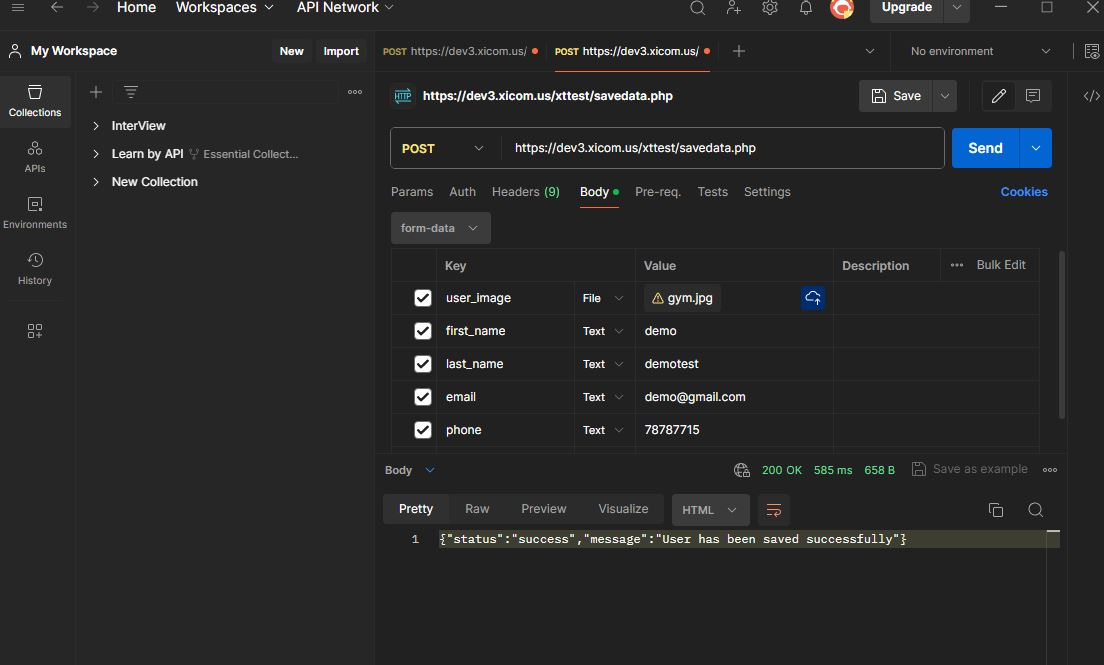 Home Workspaces API Network Upgrade
My Workspace New Import POST https://dev3.xicom.us/ POST https://dev3.xicom.us/ No environment
Collections
APIs
Environments
History
InterView
Learn by API Essential Collect...
New Collection
HTTP https://dev3.xicom.us/xttest/savedata.php Save
POST https://dev3.xicom.us/xttest/savedata.php Send
Params Auth Headers (9) Body Pre-req. Tests Settings Cookies
form-data
Key Value Description Bulk Edit
user_image File gym.jpg
first_name Text demo
last_name Text demotest
email Text demo@gmail.com
phone Text 78787715
Body 200 OK 585 ms 658 B Save as example
Pretty Raw Preview Visualize HTML
1 {"status":"success","message":"User has been saved successfully"}